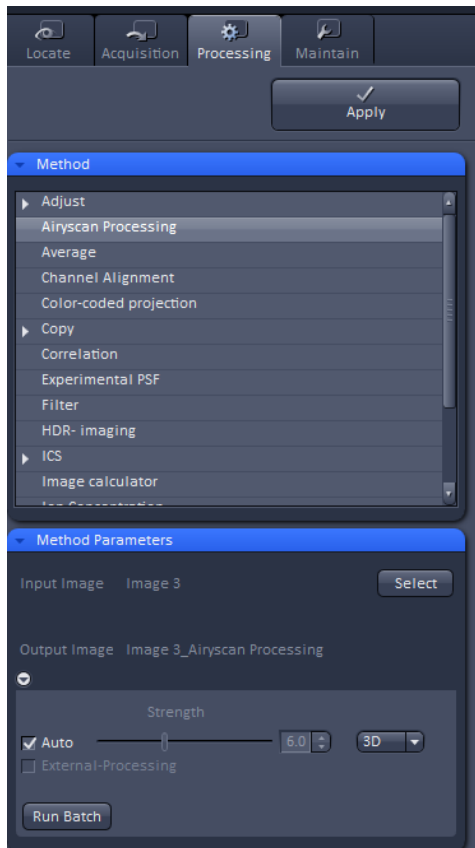 Locate Acquisition Processing Maintain
Apply
Method
Adjust
Airyscan Processing
Average
Channel Alignment
Color-coded projection
Copy
Correlation
Experimental PSF
Filter
HDR- imaging
ICS
Image calculator
Ion Concentration
Method Parameters
Input Image Image 3 Select
Output Image Image 3_Airyscan Processing
Strength
Auto 6.0 3D
External-Processing
Run Batch